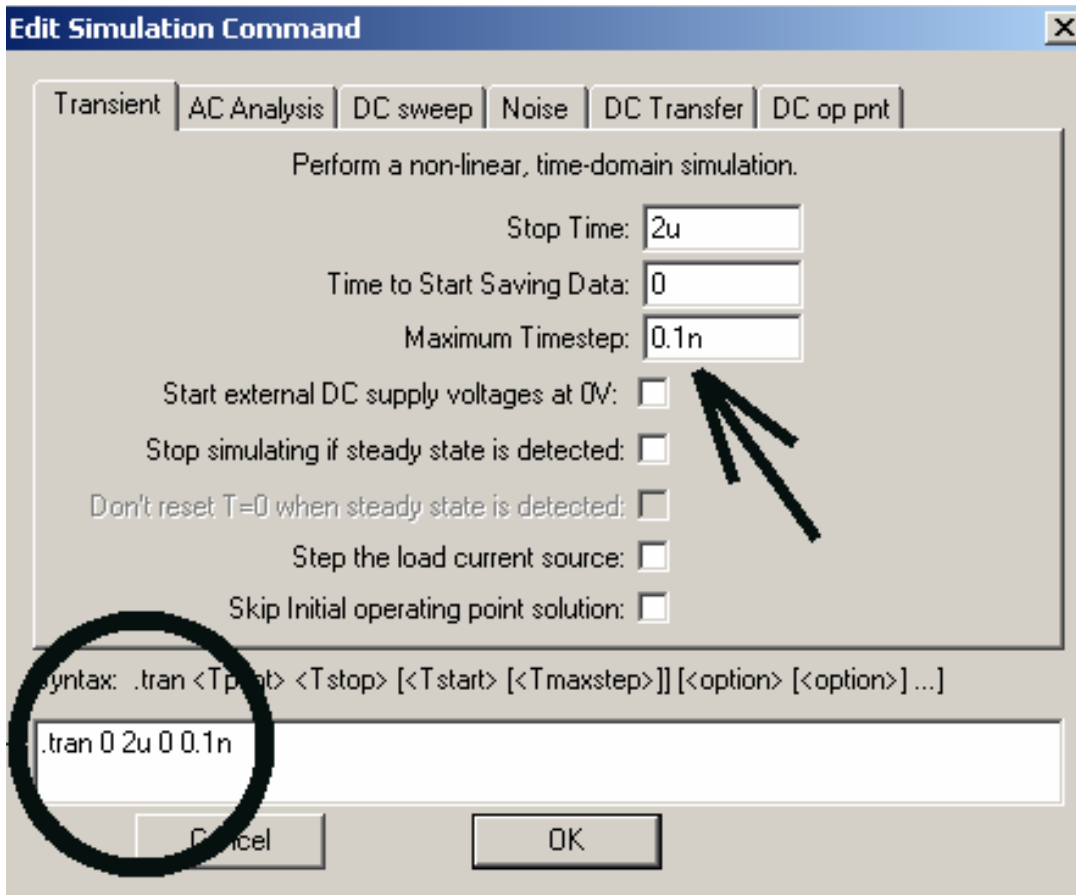 Edit Simulation Command
Transient AC Analysis DC sweep Noise DC Transfer DC op pnt
Perform a non-linear, time-domain simulation.
Stop Time: 2u
Time to Start Saving Data: 0
Maximum Timestep: 0.1n
Start external DC supply voltages at 0V:
Stop simulating if steady state is detected:
Don't reset T=0 when steady state is detected:
Step the load current source:
Skip Initial operating point solution:
.tran <Tstop> [<Tstart> [<Tmaxstep>]] [<option> [<option>] ...]
.tran 0 2u 0 0.1n
Cancel OK